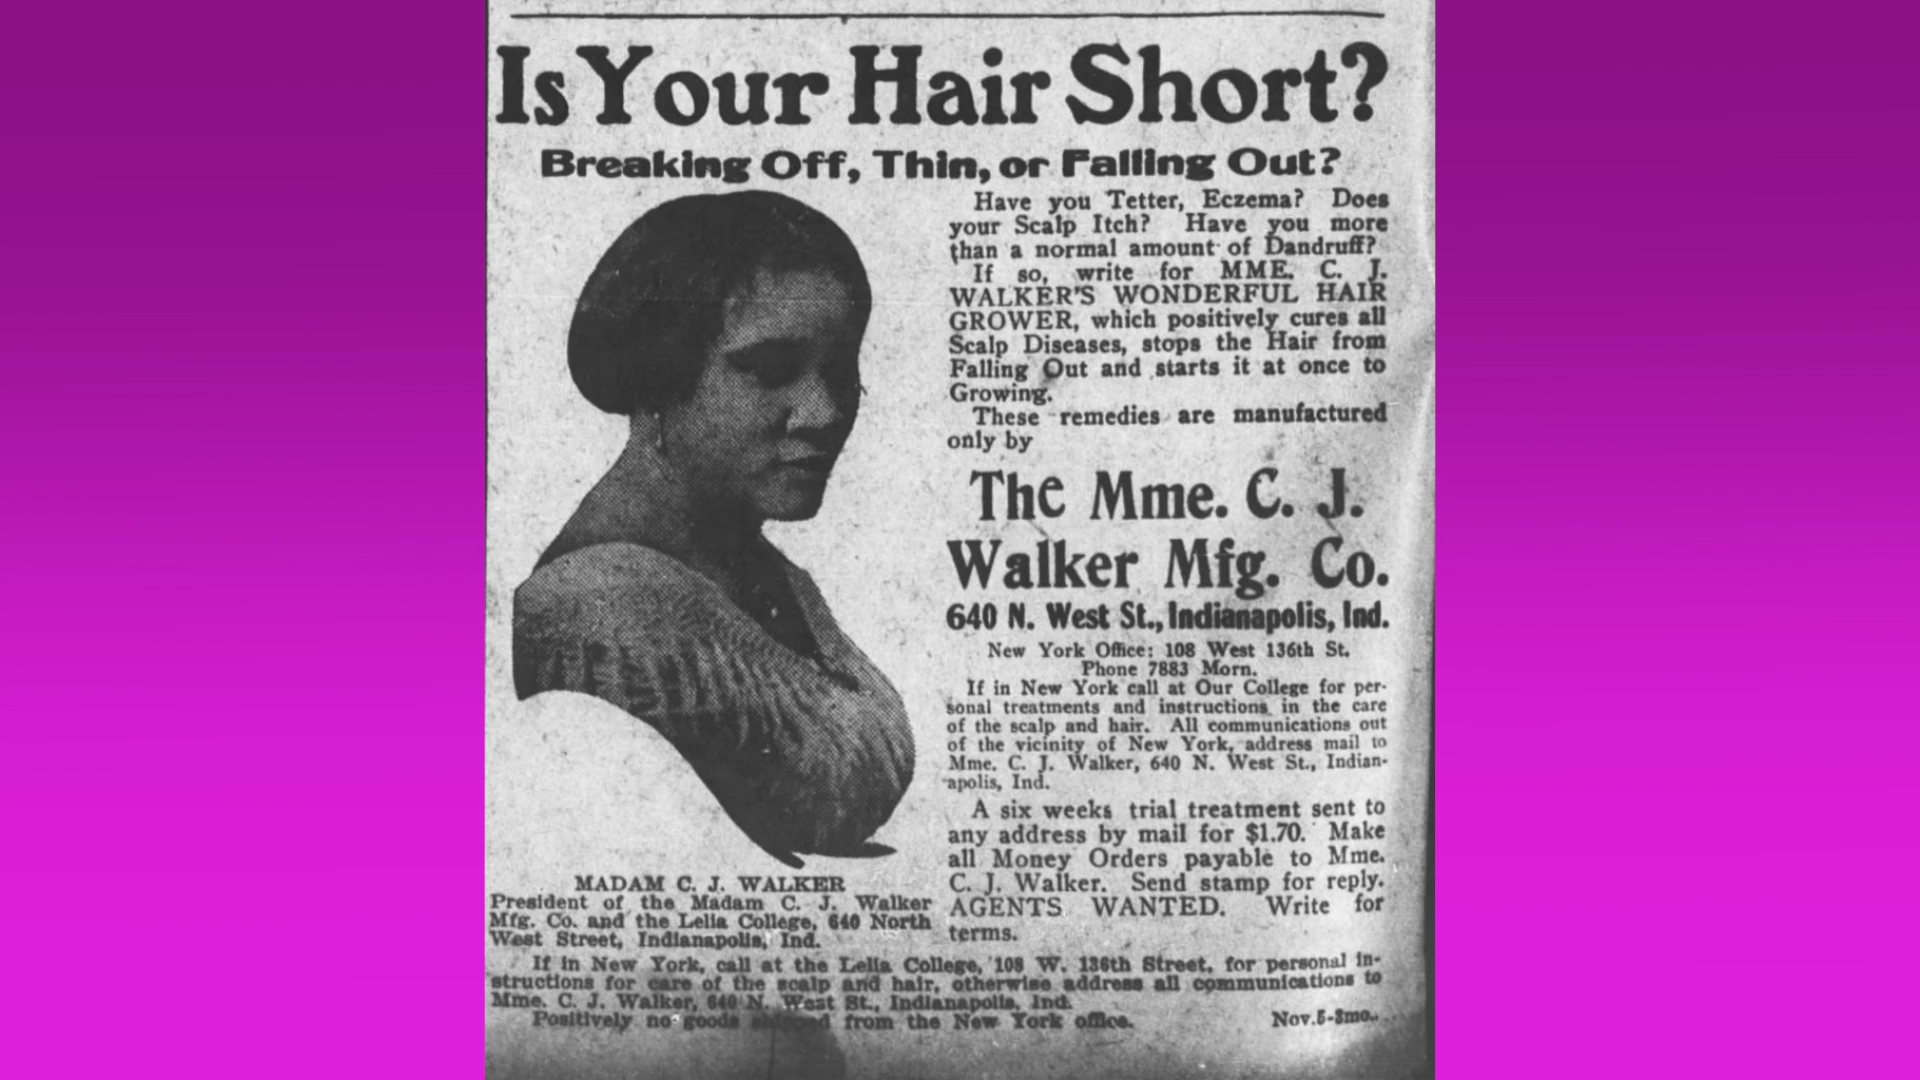 Is Your Hair Short?
Breaking Off, Thin, or Falling Out?
Have you Tetter, Eczema? Does
your Scalp Itch? Have you more
than a normal amount of Dandruff?
If so, write for MME. C. J.
WALKER'S WONDERFUL HAIR
GROWER, which positively cures all
Scalp Diseases, stops the Hair from
Falling Out and starts it at once to
Growing.
These remedies are manufactured
only by
The Mme. C. J.
Walker Mfg. Co.
640 N. West St., Indianapolis, Ind.
New York Office: 108 West 136th St.
Phone 7883 Morn.
If in New York call at Our College for per-
sonal treatments and instructions in the care
of the scalp and hair. All communications out
of the vicinity of New York, address mail to
Mme. C. J. Walker, 640 N. West St., Indian-
apolis, Ind.
A six weeks trial treatment sent to
any address by mail for $1.70. Make
all Money Orders payable to Mme.
C. J. Walker. Send stamp for reply.
AGENTS WANTED. Write for
terms.
MADAM C. J. WALKER
President of the Madam C. J. Walker
Mfg. Co. and the Lelia College, 640 North
West Street, Indianapolis, Ind.
If in New York, call at the Lelia College, 108 W. 136th Street, for personal in-
structions for care of the scalp and hair, otherwise address all communications to
Mme. C. J. Walker, 640 N. West St., Indianapolis, Ind.
Positively no goods from the New York office.
Nov.5-3mo..